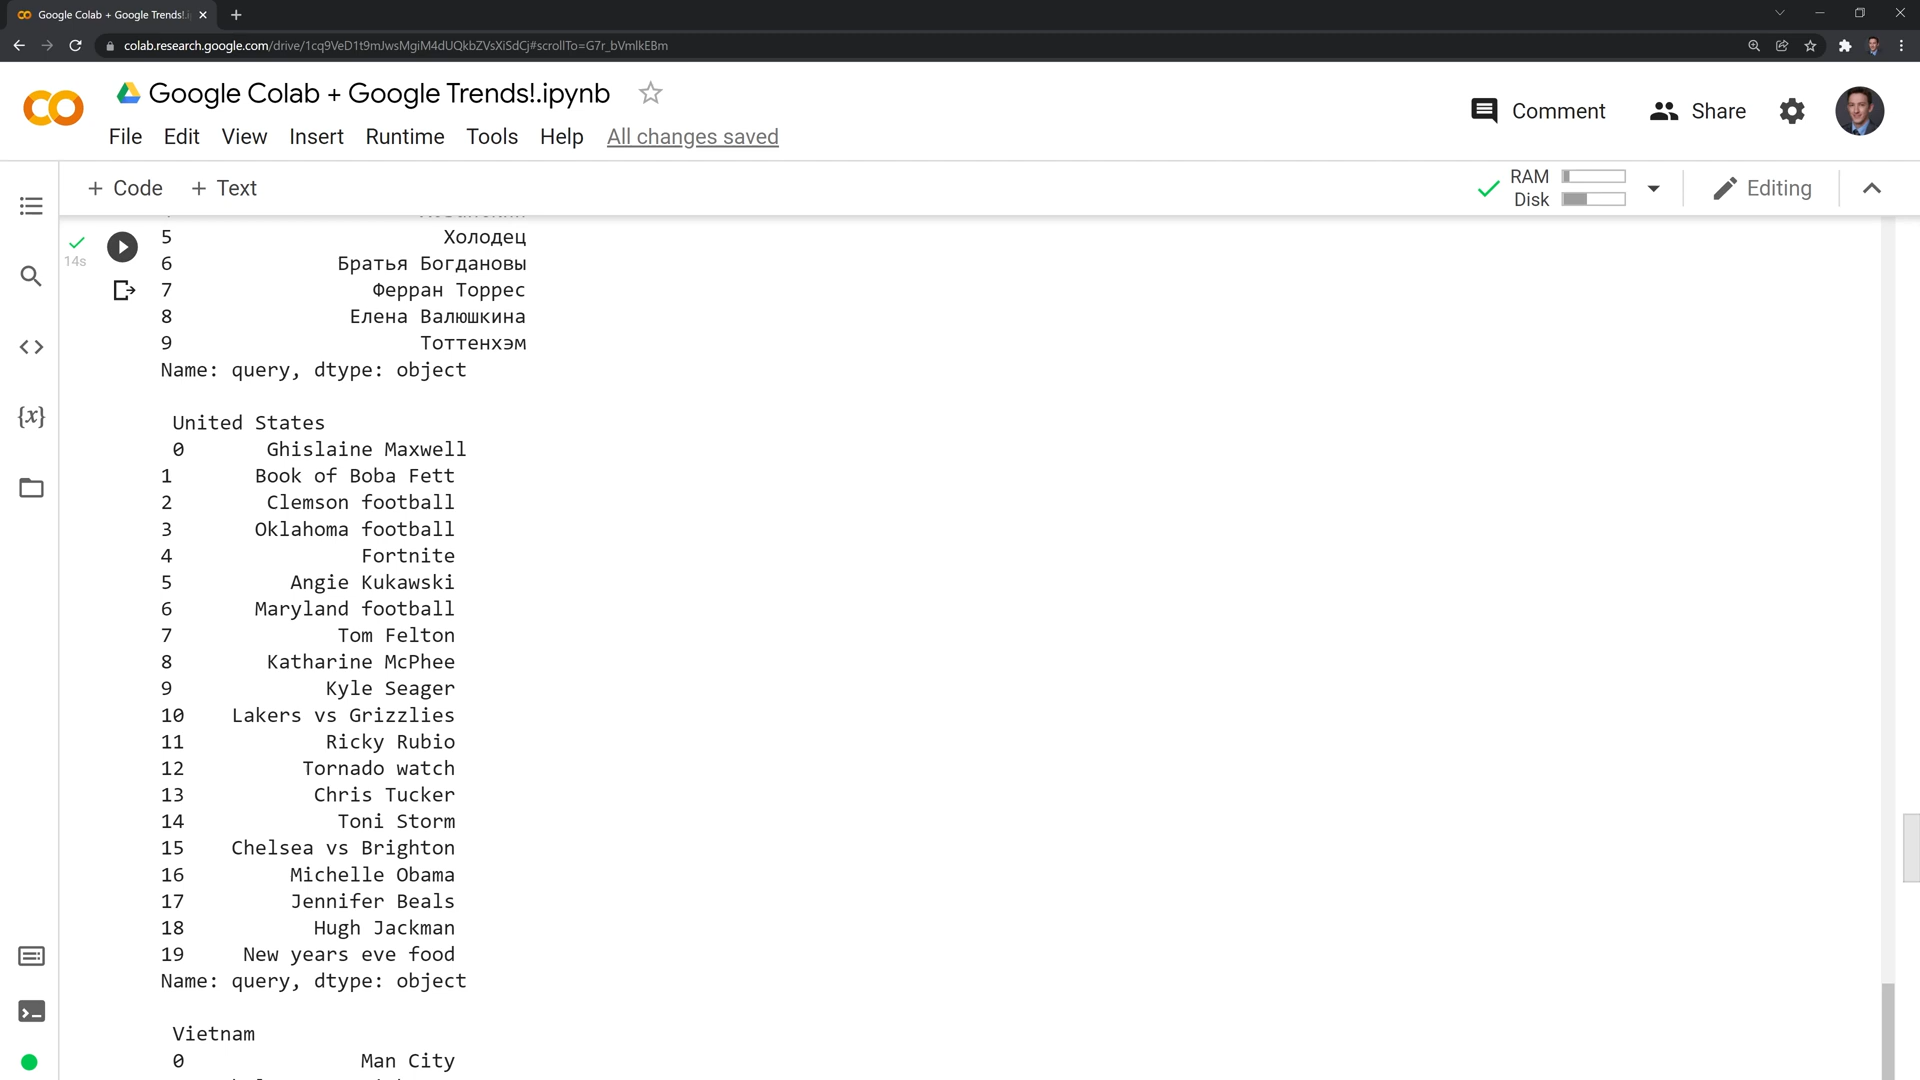 Google Colab + Google Trends!.i
colab.research.google.com/drive/1cq9VeD1t9mJwsMgiM4dUQkbZVsXiSdCj#scrollTo=G7r_bVmlkEBm
Google Colab + Google Trends!.ipynb
Comment
Share
File Edit View Insert Runtime Tools Help All changes saved
+ Code + Text
RAM
Disk
Editing
14s
5 Холодец
6 Братья Богдановы
7 Ферран Торрес
8 Елена Валюшкина
9 Тоттенхэм
Name: query, dtype: object
United States
0 Ghislaine Maxwell
1 Book of Boba Fett
2 Clemson football
3 Oklahoma football
4 Fortnite
5 Angie Kukawski
6 Maryland football
7 Tom Felton
8 Katharine McPhee
9 Kyle Seager
10 Lakers vs Grizzlies
11 Ricky Rubio
12 Tornado watch
13 Chris Tucker
14 Toni Storm
15 Chelsea vs Brighton
16 Michelle Obama
17 Jennifer Beals
18 Hugh Jackman
19 New years eve food
Name: query, dtype: object
Vietnam
0 Man City